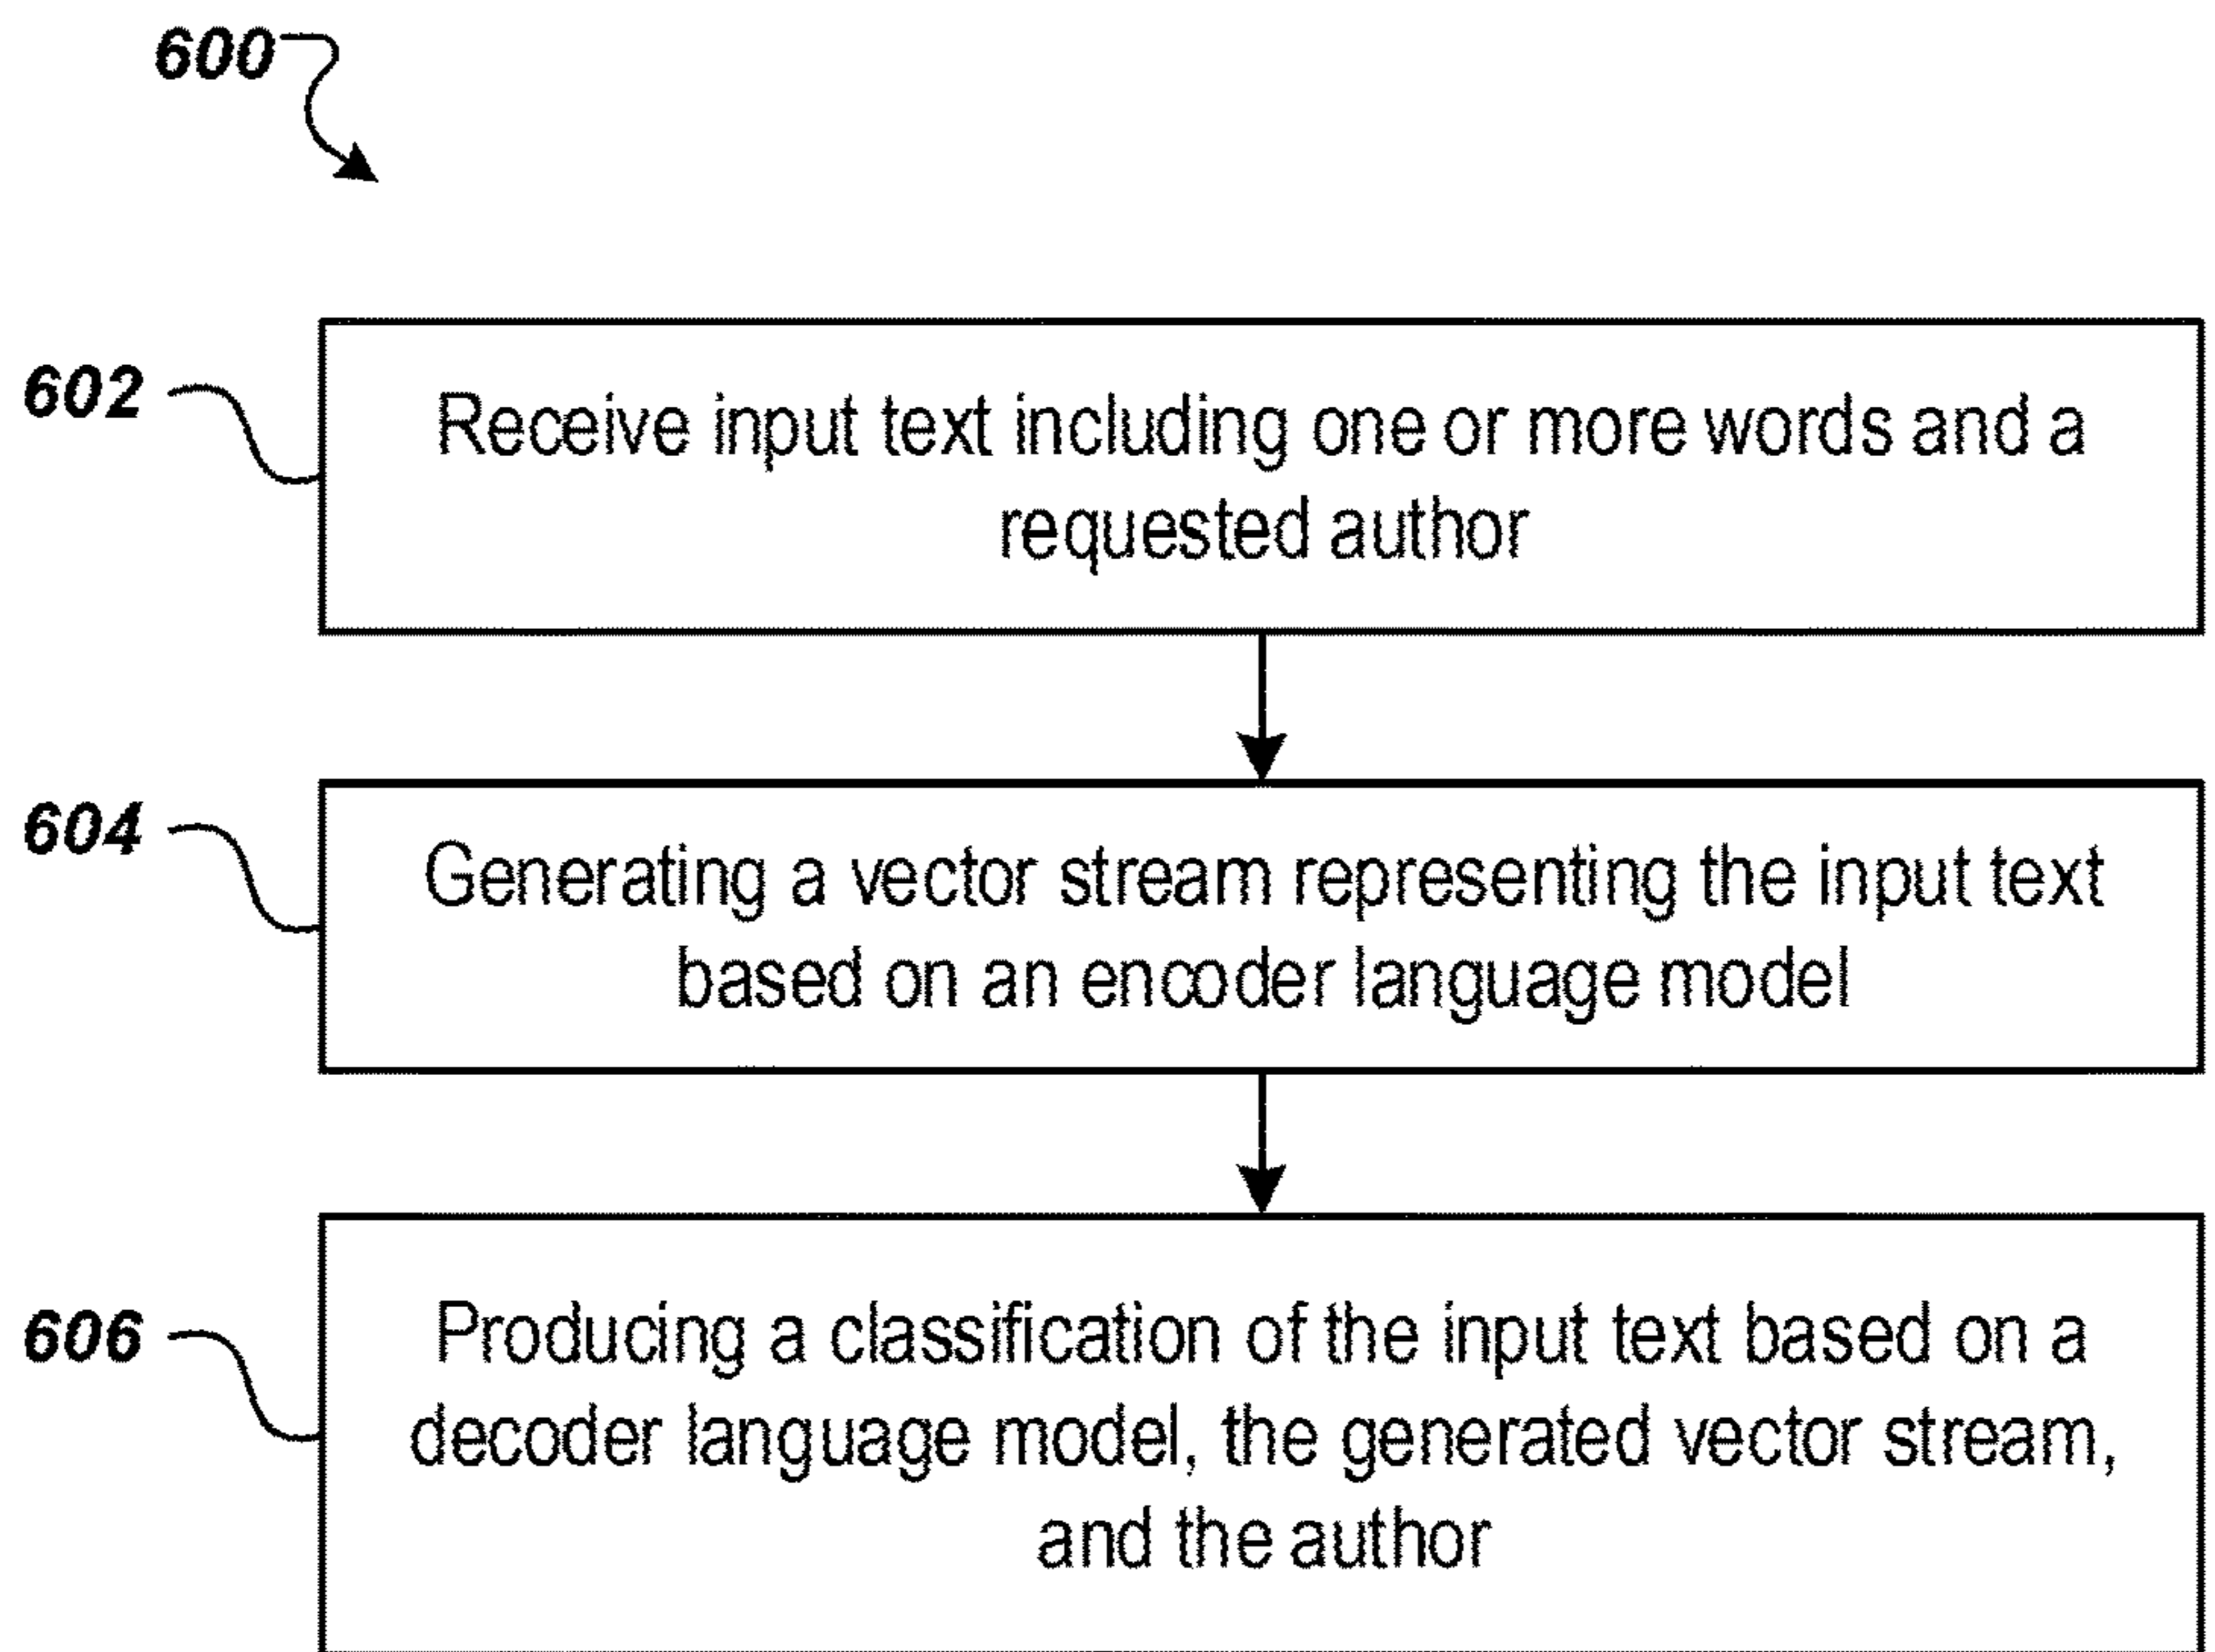 600
602
Receive input text including one or more words and a
requested author
604
Generating a vector stream representing the input text
based on an encoder language model
606
Producing a classification of the input text based on a
decoder language model, the generated vector stream,
and the author